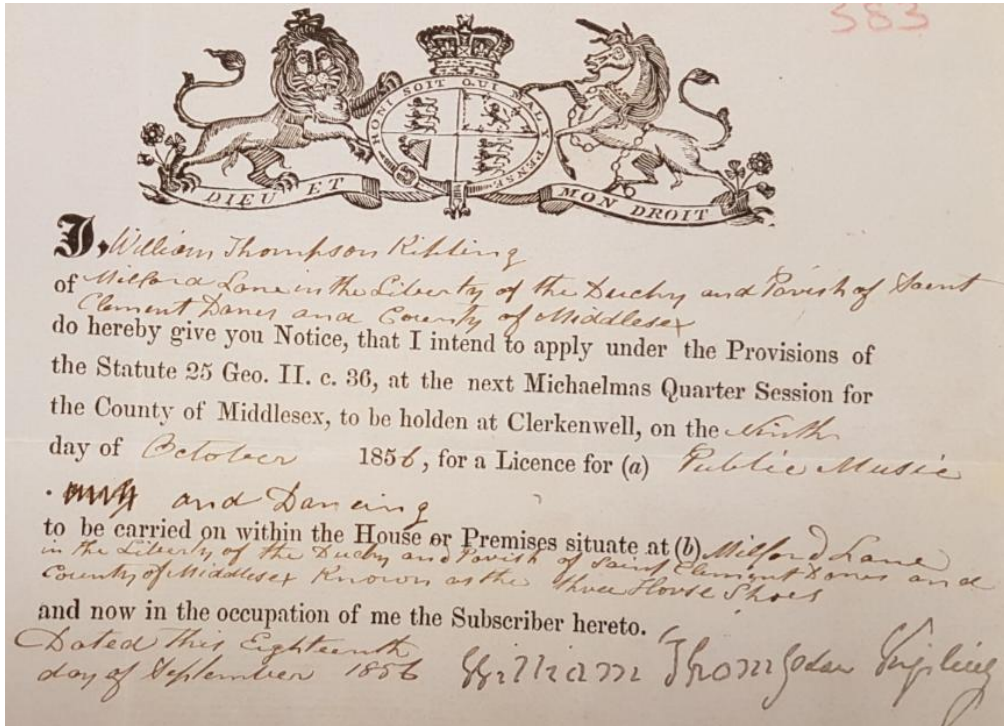 583
HONI SOIT QUI MAL Y PENSE
DIEU ET MON DROIT
I, William Thompson Kipling
of Milford Lane in the Liberty of the Duchy and Parish of Saint
Clement Danes and County of Middlesex
do hereby give you Notice, that I intend to apply under the Provisions of
the Statute 25 Geo. II. c. 36, at the next Michaelmas Quarter Session for
the County of Middlesex, to be holden at Clerkenwell, on the Ninth
day of October 1856, for a Licence for (a) Public Music
and Dancing
to be carried on within the House or Premises situate at (b) Milford Lane
in the Liberty of the Duchy and Parish of Saint Clement Danes and
County of Middlesex Known as the three Horse Shoes
and now in the occupation of me the Subscriber hereto.
Dated this Eighteenth
day of September 1856 William Thompson Kipling